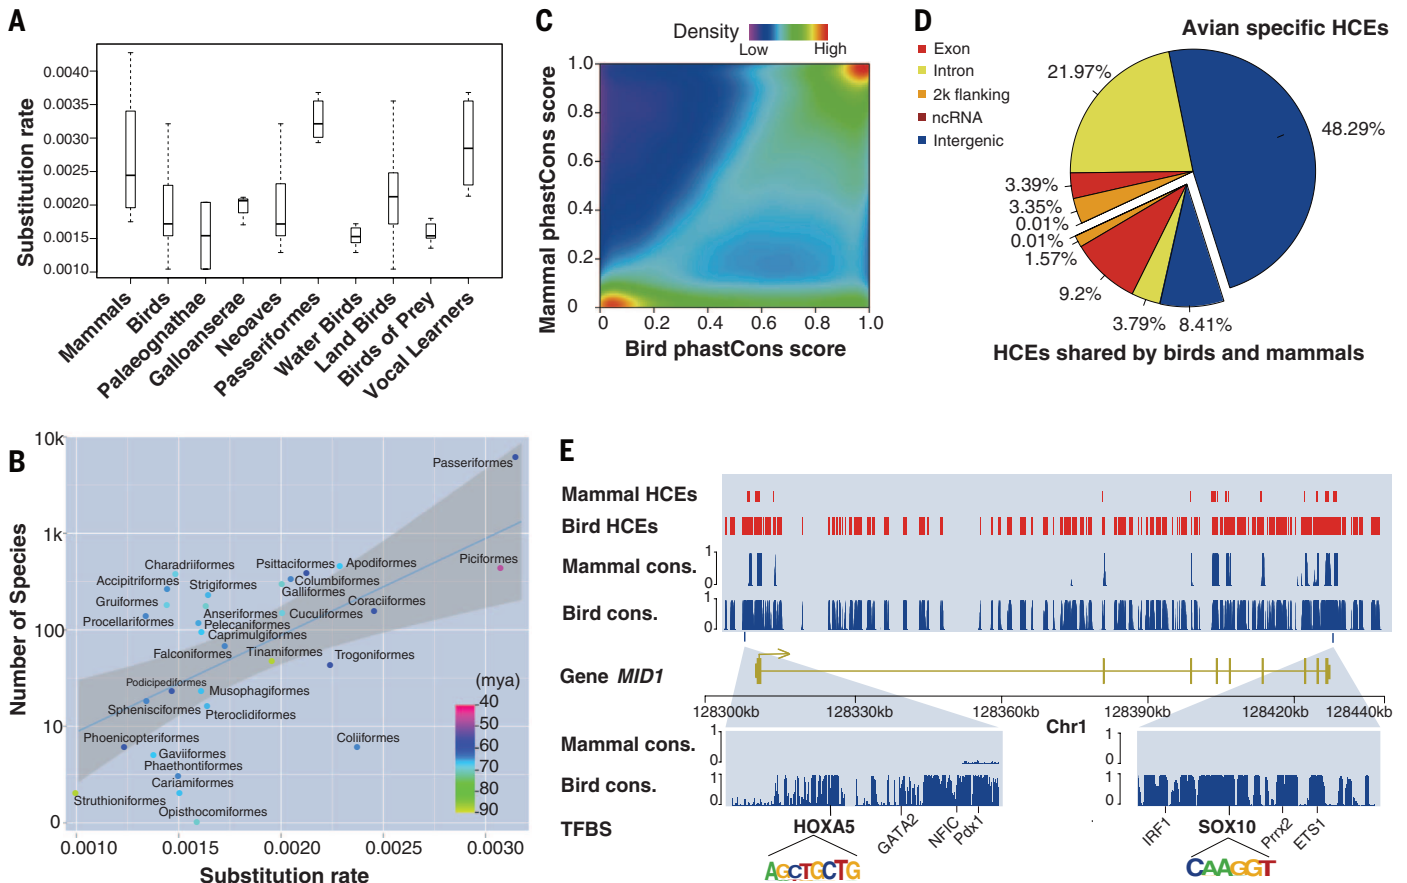 A
Substitution rate
0.0040
0.0035
0.0030
0.0025
0.0020
0.0015
0.0010
Mammals
Birds
Palaeognathae
Galloanserae
Neoaves
Passeriformes
Water Birds
Land Birds
Birds of Prey
Vocal Learners
C
Density
Low High
Mammal phastCons score
1.0
0.8
0.6
0.4
0.2
0
0 0.2 0.4 0.6 0.8 1.0
Bird phastCons score
D
Avian specific HCEs
Exon
Intron
2k flanking
ncRNA
Intergenic
21.97%
48.29%
3.39%
3.35%
0.01%
0.01%
1.57%
9.2%
3.79% 8.41%
HCEs shared by birds and mammals
B
Number of Species
10k
1k
100
10
0
Passeriformes
Piciformes
Charadriiformes
Psittaciformes
Apodiformes
Accipitriformes
Strigiformes
Columbiformes
Galliformes
Gruiformes
Coraciiformes
Anseriformes
Cuculiformes
Procellariiformes
Pelecaniformes
Caprimulgiformes
Falconiformes
Tinamiformes
Trogoniformes
Podicipediformes
Musophagiformes
Sphenisciformes
Pteroclidiformes
Phoenicopteriformes
Coliiformes
Gaviiformes
Phaethontiformes
Cariamiformes
Struthioniformes
Opisthocomiformes
(mya)
40
50
60
70
80
90
0.0010 0.0015 0.0020 0.0025 0.0030
Substitution rate
E
Mammal HCEs
Bird HCEs
Mammal cons.
1
0
Bird cons.
1
0
Gene MID1
128300kb 128330kb 128360kb 128390kb 128420kb 128440kb
Chr1
Mammal cons.
1
0
1
0
Bird cons.
1
0
1
0
TFBS
HOXA5
GATA2
NFIC
Pdx1
IRF1
SOX10
Prrx2
ETS1
AGCTGCTG
CAAGGT